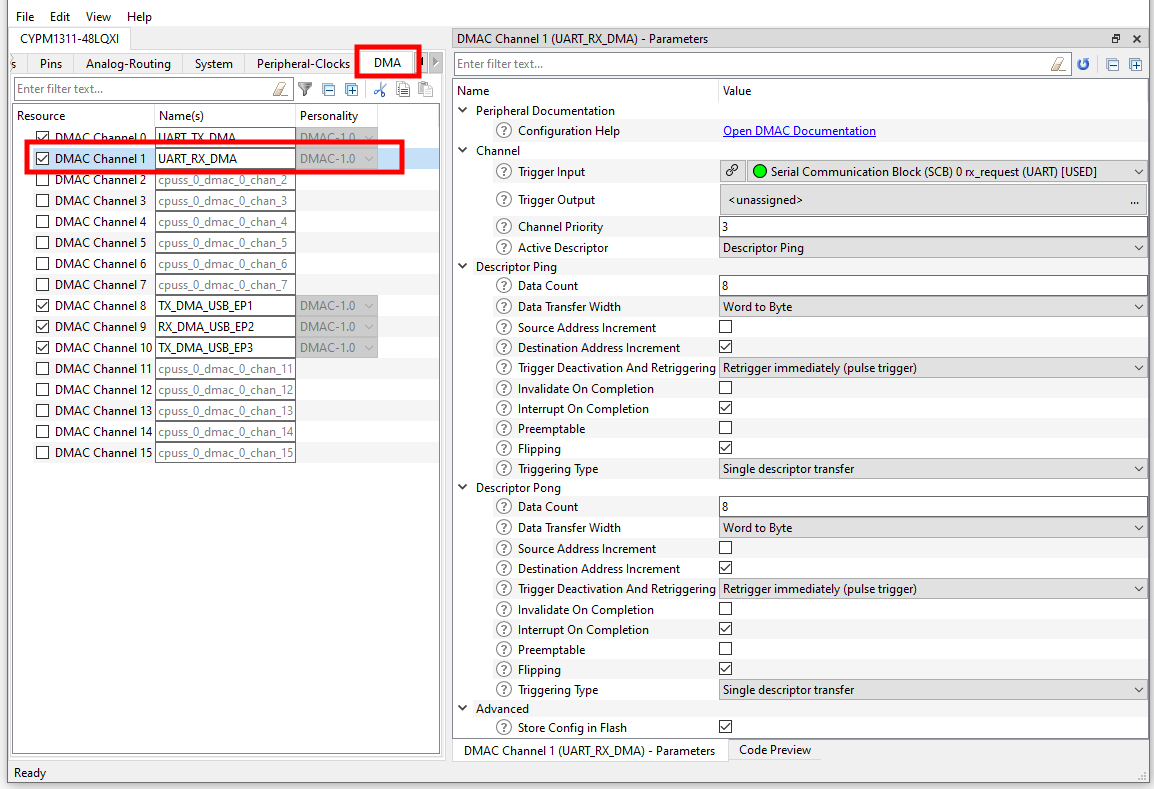 File Edit View Help
CYPM1311-48LQXI
s Pins Analog-Routing System Peripheral-Clocks DMA
Enter filter text...
Resource Name(s) Personality
DMAC Channel 0 UART_TX_DMA DMAC-1.0
DMAC Channel 1 UART_RX_DMA DMAC-1.0
DMAC Channel 2 cpuss_0_dmac_0_chan_2
DMAC Channel 3 cpuss_0_dmac_0_chan_3
DMAC Channel 4 cpuss_0_dmac_0_chan_4
DMAC Channel 5 cpuss_0_dmac_0_chan_5
DMAC Channel 6 cpuss_0_dmac_0_chan_6
DMAC Channel 7 cpuss_0_dmac_0_chan_7
DMAC Channel 8 TX_DMA_USB_EP1 DMAC-1.0
DMAC Channel 9 RX_DMA_USB_EP2 DMAC-1.0
DMAC Channel 10 TX_DMA_USB_EP3 DMAC-1.0
DMAC Channel 11 cpuss_0_dmac_0_chan_11
DMAC Channel 12 cpuss_0_dmac_0_chan_12
DMAC Channel 13 cpuss_0_dmac_0_chan_13
DMAC Channel 14 cpuss_0_dmac_0_chan_14
DMAC Channel 15 cpuss_0_dmac_0_chan_15
DMAC Channel 1 (UART_RX_DMA) - Parameters
Enter filter text...
Name Value
Peripheral Documentation
Configuration Help Open DMAC Documentation
Channel
Trigger Input Serial Communication Block (SCB) 0 rx_request (UART) [USED]
Trigger Output <unassigned> ...
Channel Priority 3
Active Descriptor Descriptor Ping
Descriptor Ping
Data Count 8
Data Transfer Width Word to Byte
Source Address Increment
Destination Address Increment
Trigger Deactivation And Retriggering Retrigger immediately (pulse trigger)
Invalidate On Completion
Interrupt On Completion
Preemptable
Flipping
Triggering Type Single descriptor transfer
Descriptor Pong
Data Count 8
Data Transfer Width Word to Byte
Source Address Increment
Destination Address Increment
Trigger Deactivation And Retriggering Retrigger immediately (pulse trigger)
Invalidate On Completion
Interrupt On Completion
Preemptable
Flipping
Triggering Type Single descriptor transfer
Advanced
Store Config in Flash
DMAC Channel 1 (UART_RX_DMA) - Parameters Code Preview
Ready